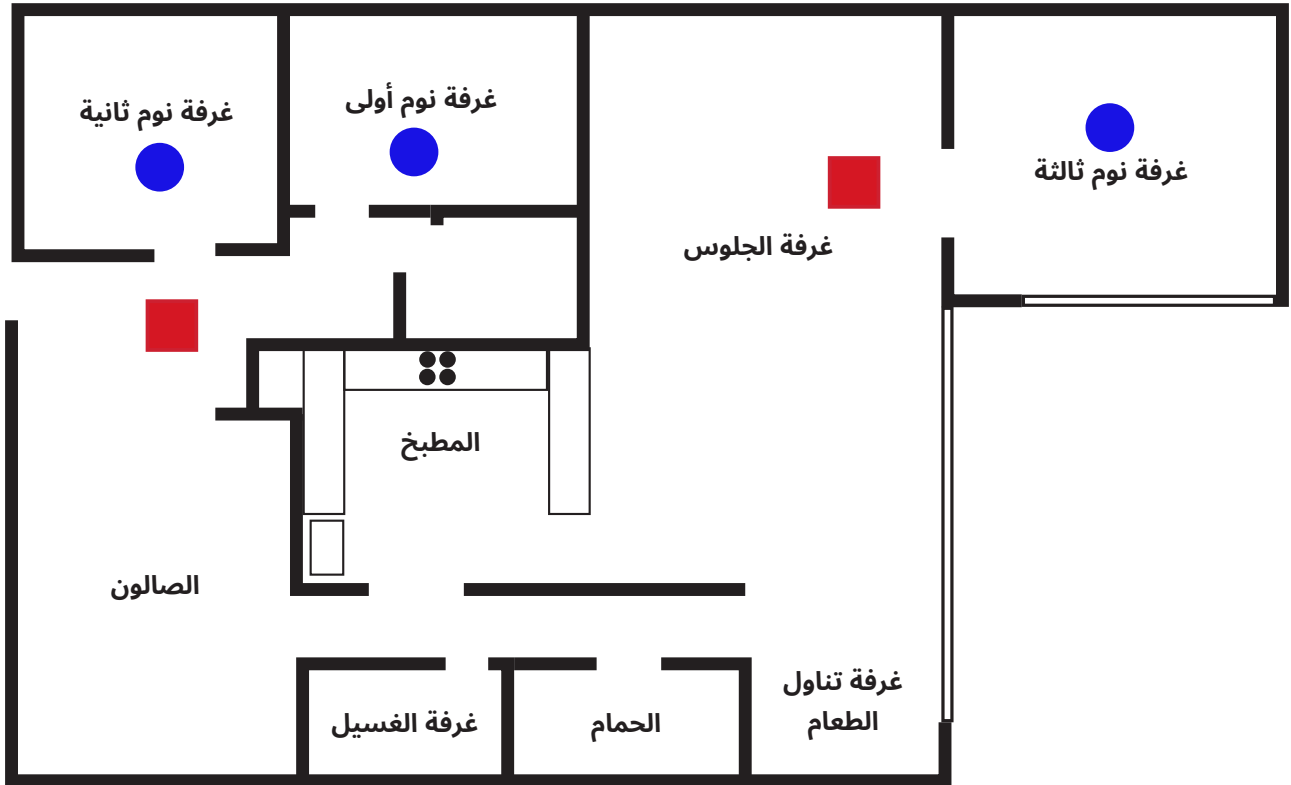 غرفة نوم أولى
غرفة نوم ثانية
غرفة نوم ثالثة
غرفة الجلوس
المطبخ
الصالون
غرفة تناول
الطعام
الحمام
غرفة الغسيل